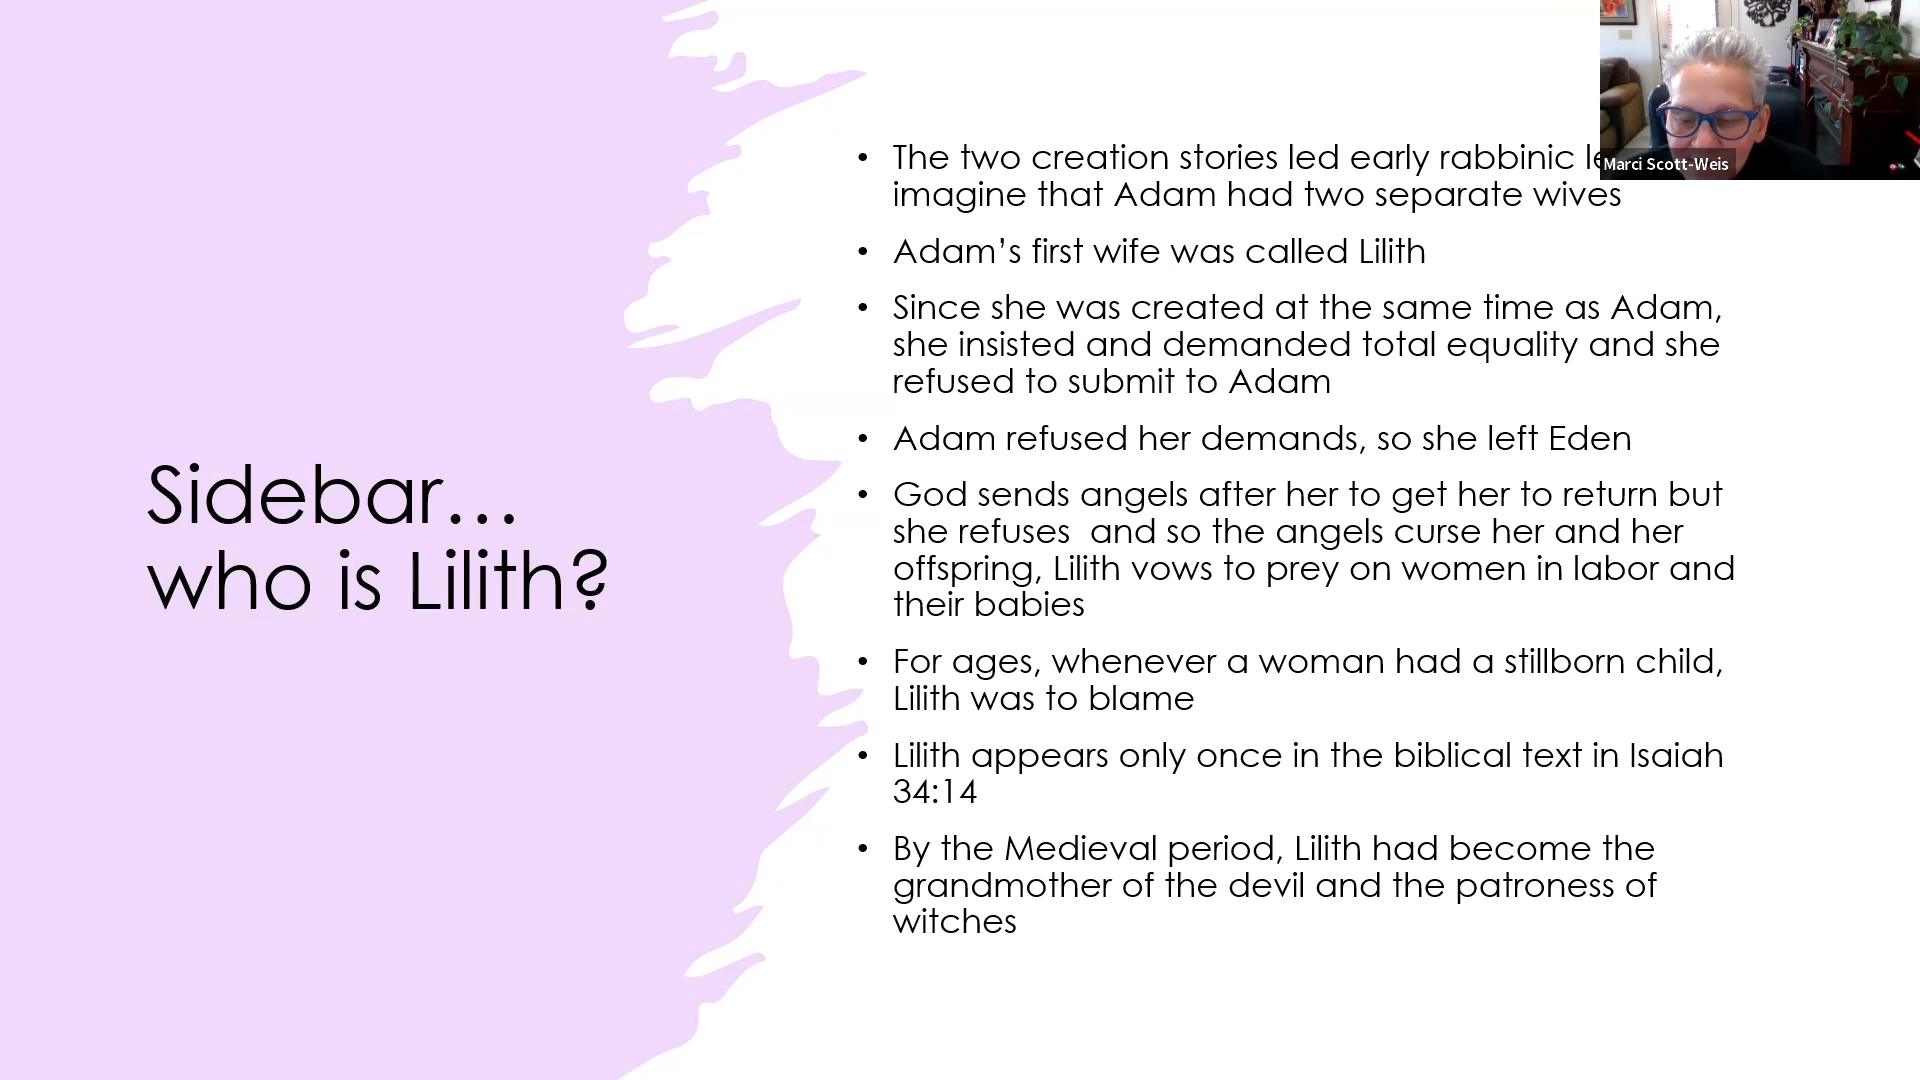 Sidebar…
who is Lilith?
• The two creation stories led early rabbinic
imagine that Adam had two separate wives
• Adam’s first wife was called Lilith
• Since she was created at the same time as Adam,
she insisted and demanded total equality and she
refused to submit to Adam
• Adam refused her demands, so she left Eden
• God sends angels after her to get her to return but
she refuses  and so the angels curse her and her
offspring, Lilith vows to prey on women in labor and
their babies
• For ages, whenever a woman had a stillborn child,
Lilith was to blame
• Lilith appears only once in the biblical text in Isaiah
34:14
• By the Medieval period, Lilith had become the
grandmother of the devil and the patroness of
witches
Marci Scott-Weis